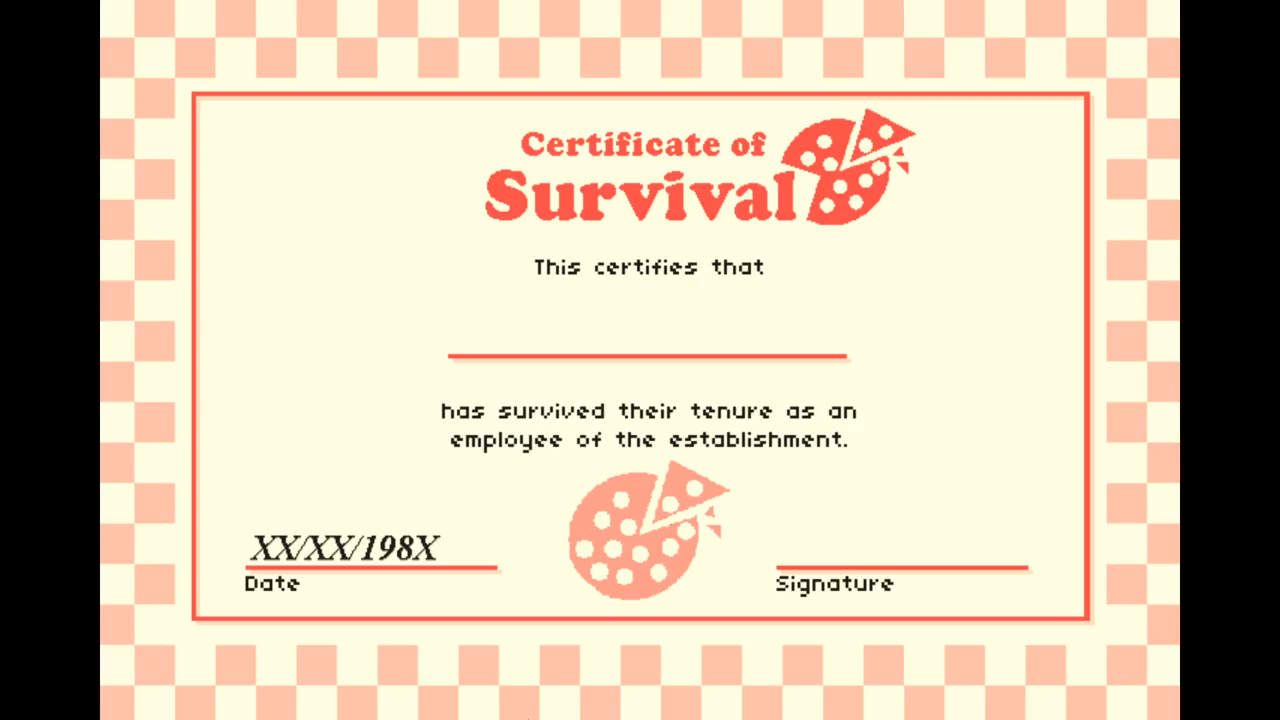 Certificate of
Survival
This certifies that
has survived their tenure as an
employee of the establishment.
XX/XX/198X
Date
Signature